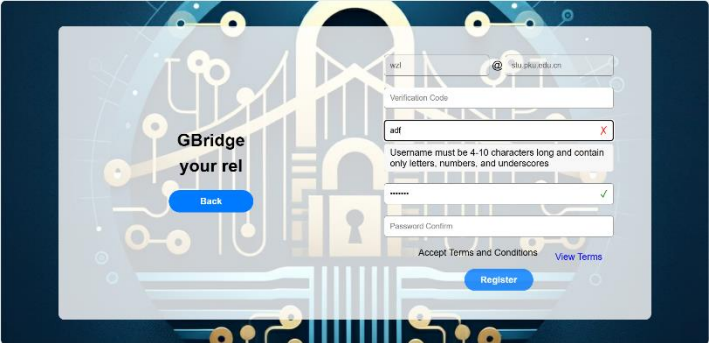 wzl @ stu.pku.edu.cn
Verification Code
adf X
Username must be 4-10 characters long and contain
only letters, numbers, and underscores
•••••••• ✓
Password Confirm
Accept Terms and Conditions View Terms
Register
GBridge
your rel
Back